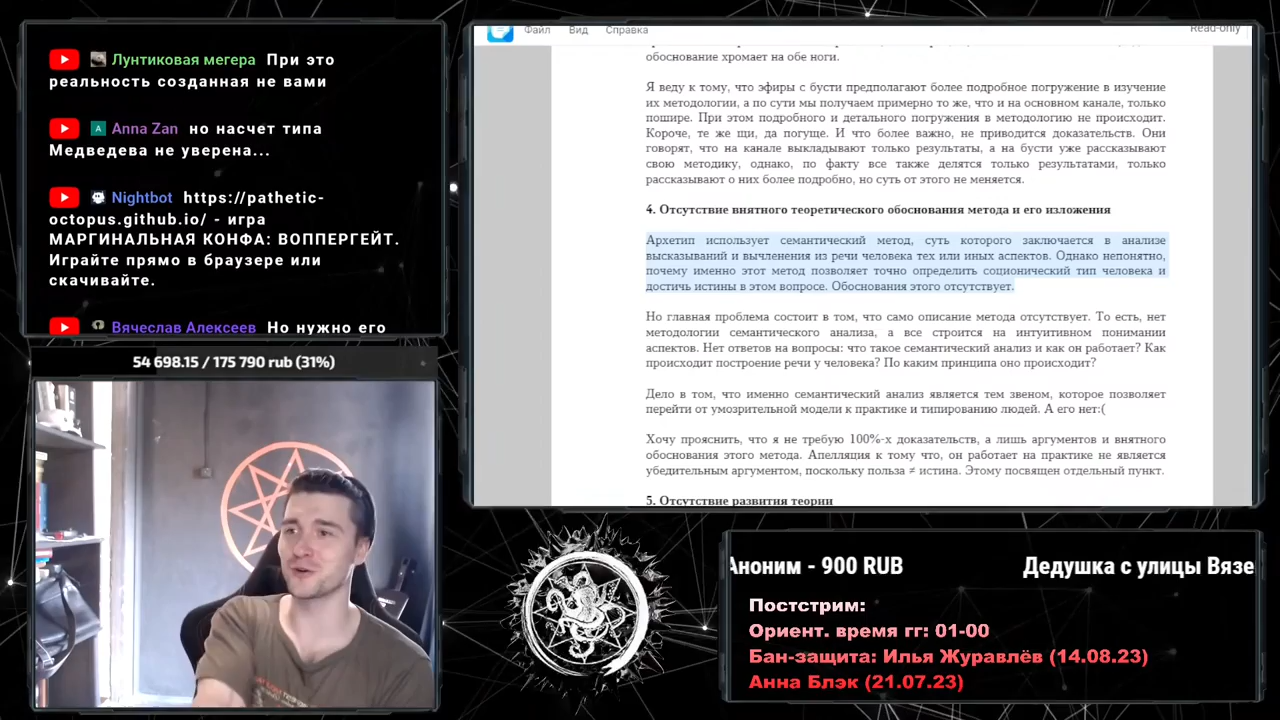 Лунтиковая мегера При это
реальность созданная не вами
Anna Zan но насчет типа
Медведева не уверена...
Nightbot https://pathetic-
octopus.github.io/ - игра
МАРГИНАЛЬНАЯ КОНФА: ВОППЕРГЕЙТ.
Играйте прямо в браузере или
скачивайте.
Вячеслав Алексеев Но нужно его
54 698.15 / 175 790 rub (31%)
Файл Вид Справка Read-only
обоснование хромает на обе ноги.
Я веду к тому, что эфиры с бусти предполагают более подробное погружение в изучение
их методологии, а по сути мы получаем примерно то же, что и на основном канале, только
пошире. При этом подробного и детального погружения в методологию не происходит.
Короче, те же щи, да погуще. И что более важно, не приводится доказательств. Они
говорят, что на канале выкладывают только результаты, а на бусти уже рассказывают
свою методику, однако, по факту все также делятся только результатами, только
рассказывают о них более подробно, но суть от этого не меняется.
4. Отсутствие внятного теоретического обоснования метода и его изложения
Архетип использует семантический метод, суть которого заключается в анализе
высказываний и вычленения из речи человека тех или иных аспектов. Однако непонятно,
почему именно этот метод позволяет точно определить соционический тип человека и
достичь истины в этом вопросе. Обоснования этого отсутствует.
Но главная проблема состоит в том, что само описание метода отсутствует. То есть, нет
методологии семантического анализа, а все строится на интуитивном понимании
аспектов. Нет ответов на вопросы: что такое семантический анализ и как он работает? Как
происходит построение речи у человека? По каким принципа оно происходит?
Дело в том, что именно семантический анализ является тем звеном, которое позволяет
перейти от умозрительной модели к практике и типированию людей. А его нет:(
Хочу прояснить, что я не требую 100%-х доказательств, а лишь аргументов и внятного
обоснования этого метода. Апелляция к тому что, он работает на практике не является
убедительным аргументом, поскольку польза ≠ истина. Этому посвящен отдельный пункт.
5. Отсутствие развития теории
Аноним - 900 RUB Дедушка с улицы Вязе
Постстрим:
Ориент. время гг: 01-00
Бан-защита: Илья Журавлёв (14.08.23)
Анна Блэк (21.07.23)